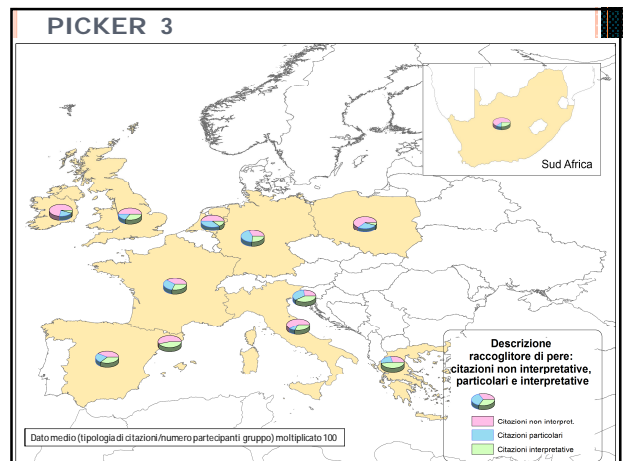 PICKER 3
Sud Africa
Descrizione
raccoglitore di pere:
citazioni non interpretative,
particolari e interpretative
Citazioni non interpret.
Citazioni particolari
Citazioni interpretative
Dato medio (tipologia di citazioni/numero partecipanti gruppo) moltiplicato 100